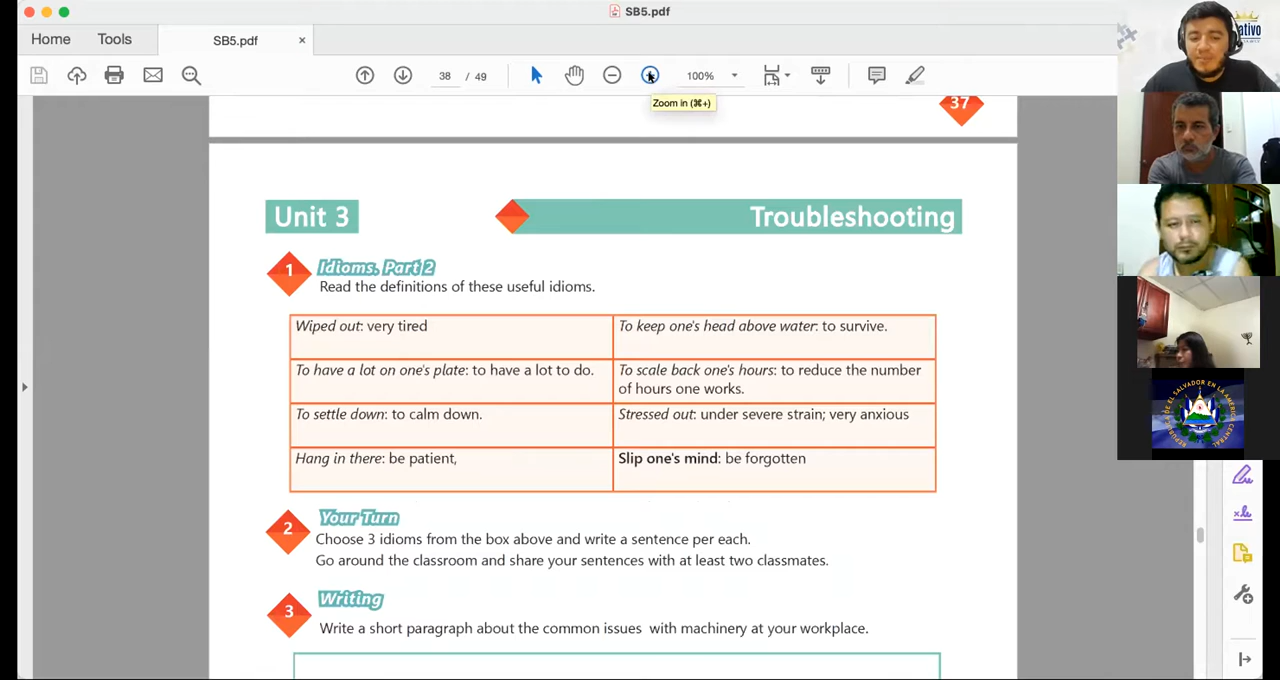 SB5.pdf
Home
Tools
SB5.pdf
×
38 / 49
100%
Zoom in (⌘+)
37
Unit 3
Troubleshooting
1
Idioms. Part 2
Read the definitions of these useful idioms.
Wiped out: very tired
To keep one's head above water: to survive.
To have a lot on one's plate: to have a lot to do.
To scale back one's hours: to reduce the number
of hours one works.
To settle down: to calm down.
Stressed out: under severe strain; very anxious
Hang in there: be patient,
Slip one's mind: be forgotten
2
Your Turn
Choose 3 idioms from the box above and write a sentence per each.
Go around the classroom and share your sentences with at least two classmates.
3
Writing
Write a short paragraph about the common issues with machinery at your workplace.